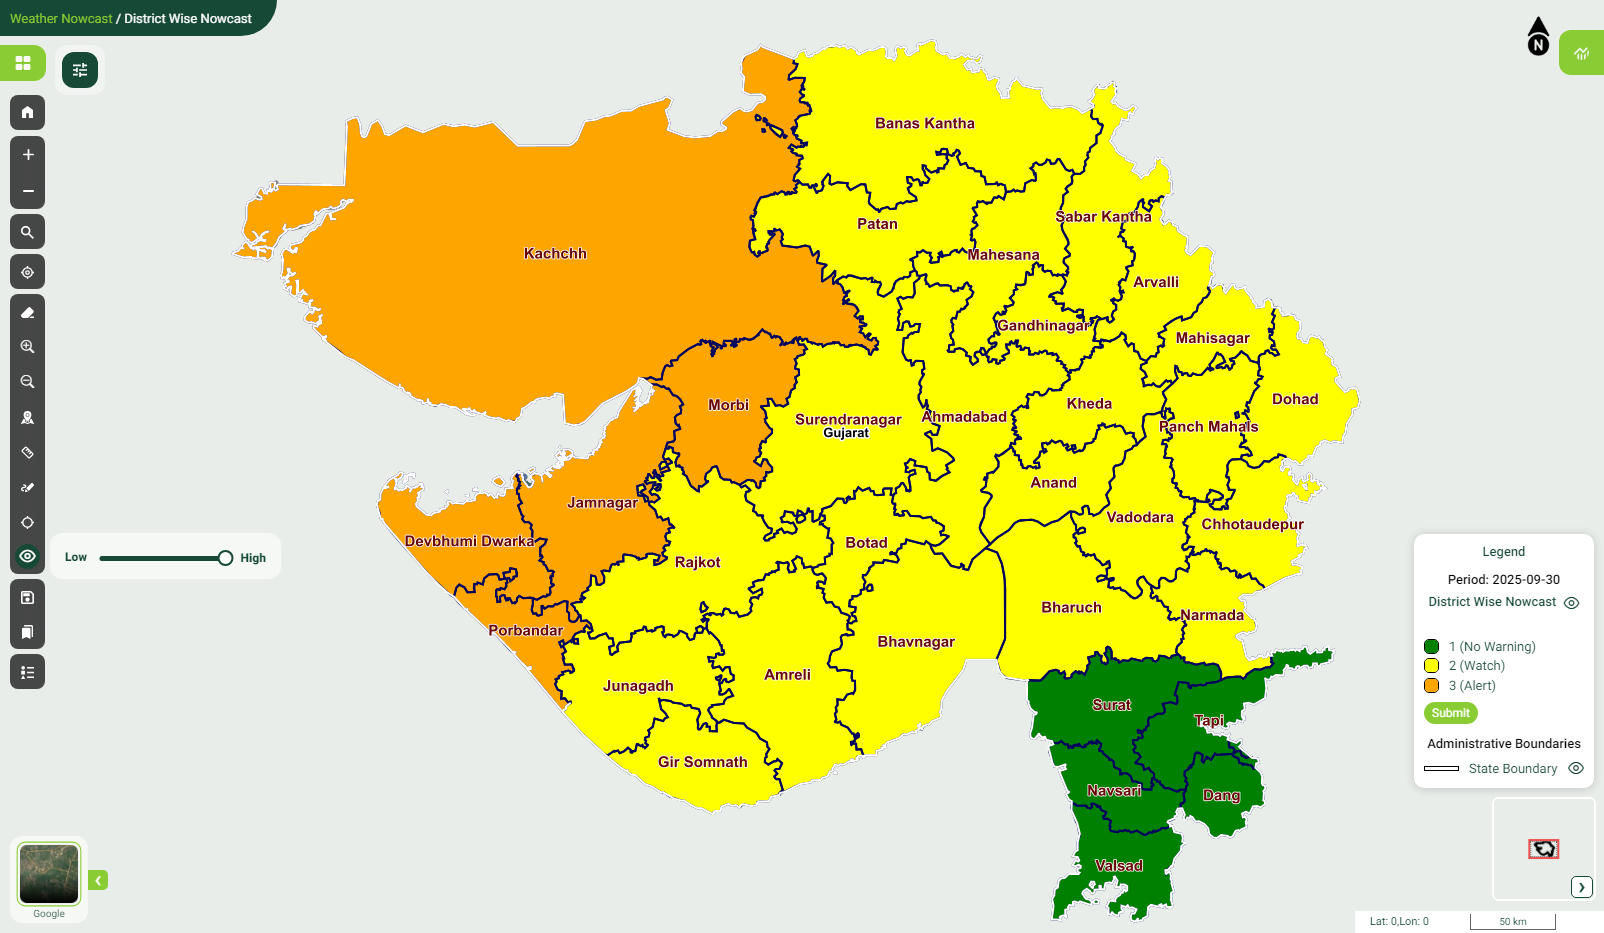 Weather Nowcast / District Wise Nowcast
N
Banas Kantha
Patan
Sabar Kantha
Kachchh
Mahesana
Arvalli
Gandhinagar
Mahisagar
Morbi
Surendranagar
Gujarat
Ahmadabad
Kheda
Dohad
Panch Mahals
Anand
Jamnagar
Vadodara
Chhotaudepur
Devbhumi Dwarka
Rajkot
Botad
Low
High
Porbandar
Bharuch
Narmada
Bhavnagar
Junagadh
Amreli
Surat
Tapi
Gir Somnath
Navsari
Dang
Valsad
Legend
Period: 2025-09-30
District Wise Nowcast
1 (No Warning)
2 (Watch)
3 (Alert)
Submit
Administrative Boundaries
State Boundary
Google
Lat: 0,Lon: 0
50 km